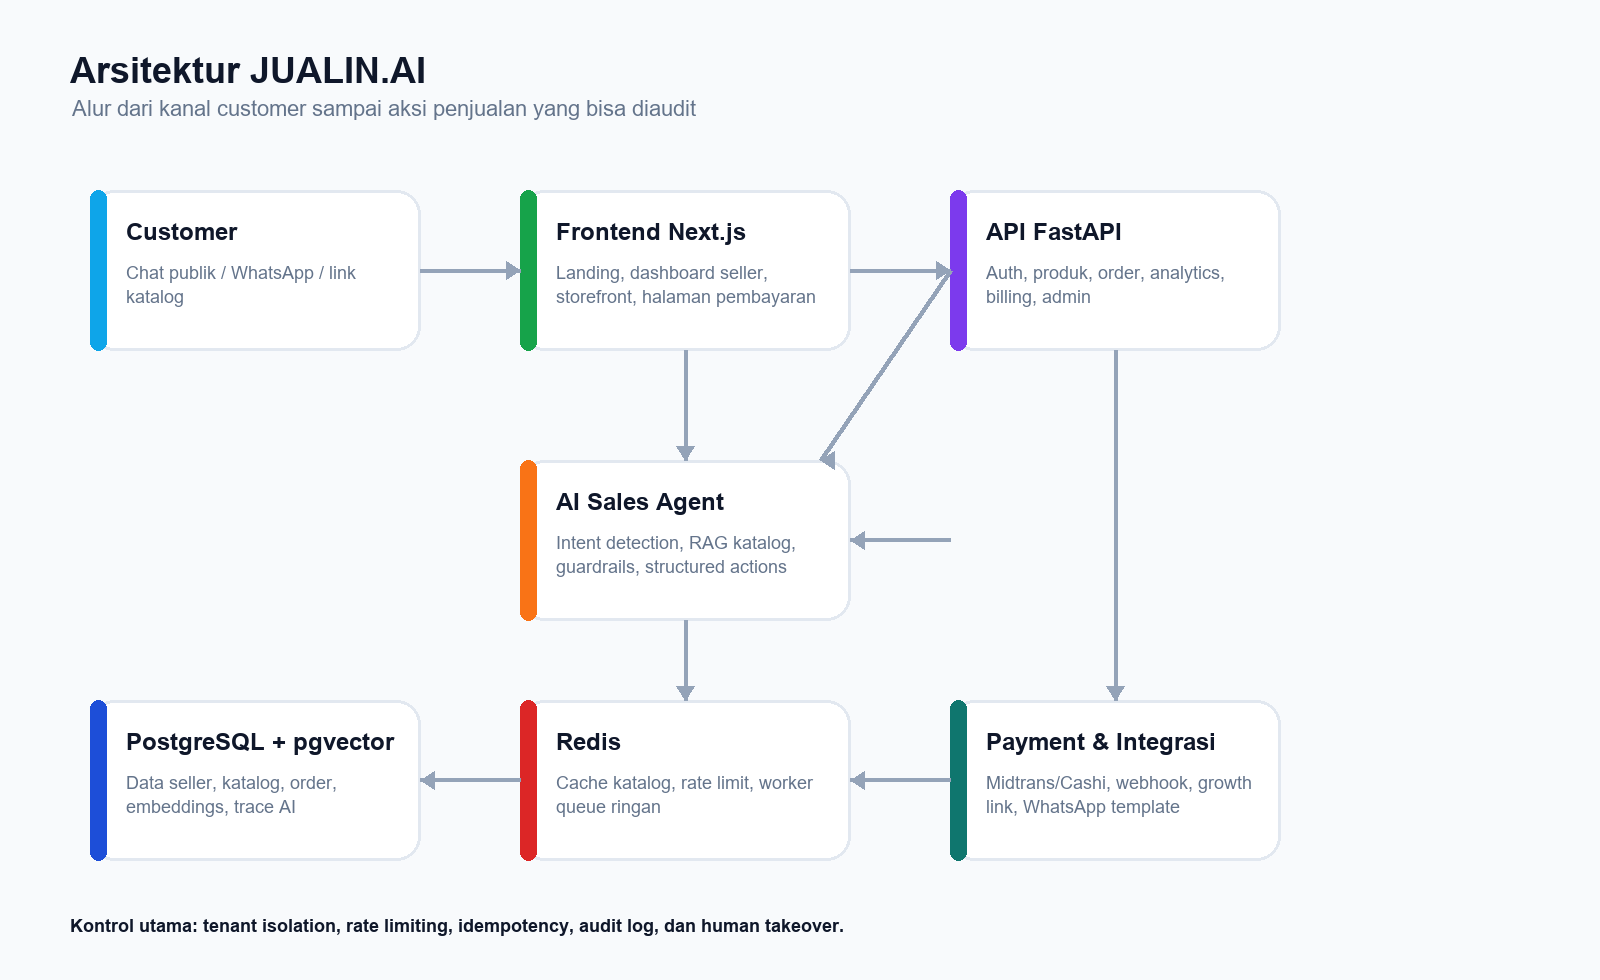 Arsitektur JUALIN.AI
Alur dari kanal customer sampai aksi penjualan yang bisa diaudit
Customer
Chat publik / WhatsApp / link
katalog
Frontend Next.js
Landing, dashboard seller,
storefront, halaman pembayaran
API FastAPI
Auth, produk, order, analytics,
billing, admin
AI Sales Agent
Intent detection, RAG katalog,
guardrails, structured actions
PostgreSQL + pgvector
Data seller, katalog, order,
embeddings, trace AI
Redis
Cache katalog, rate limit, worker
queue ringan
Payment & Integrasi
Midtrans/Cashi, webhook, growth
link, WhatsApp template
Kontrol utama: tenant isolation, rate limiting, idempotency, audit log, dan human takeover.